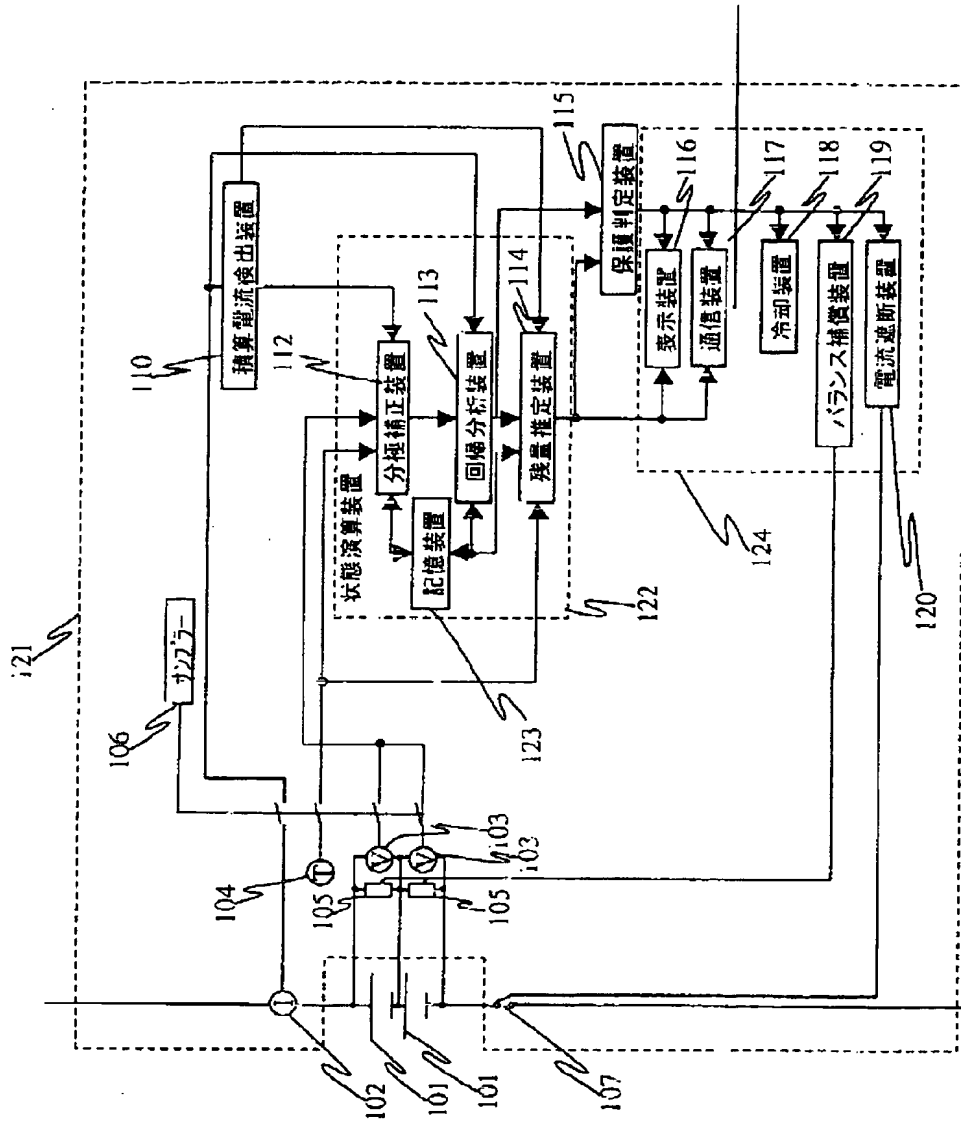 121
106
サンプラー
110
積算電流検出装置
112
状態演算装置
分極補正装置
113
回帰分析装置
114
残量推定装置
記憶装置
122
123
115
保護判定装置
表示装置
116
通信装置
117
冷却装置
118
バランス補償装置
119
電流遮断装置
120
124
104
T
105
105
V
103
V
103
I
102
101
101
107